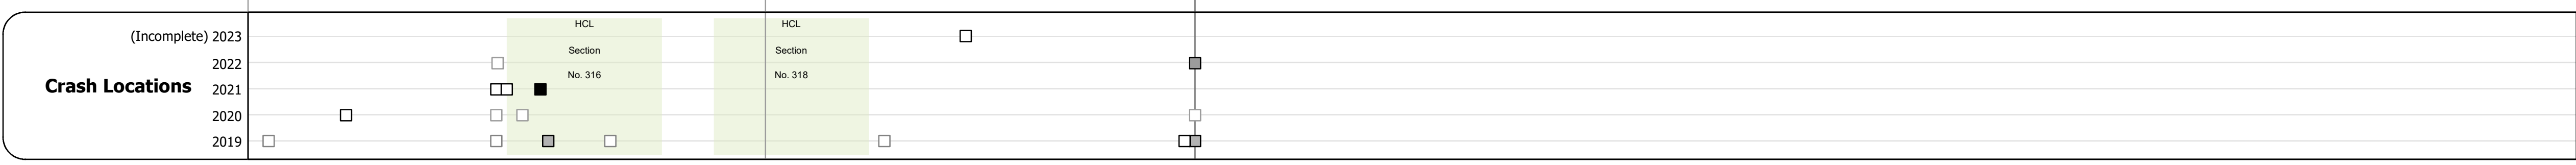 HCL
HCL
(Incomplete) 2023
Section
Section
2022
No. 316
No. 318
Crash Locations
2021
2020
2019